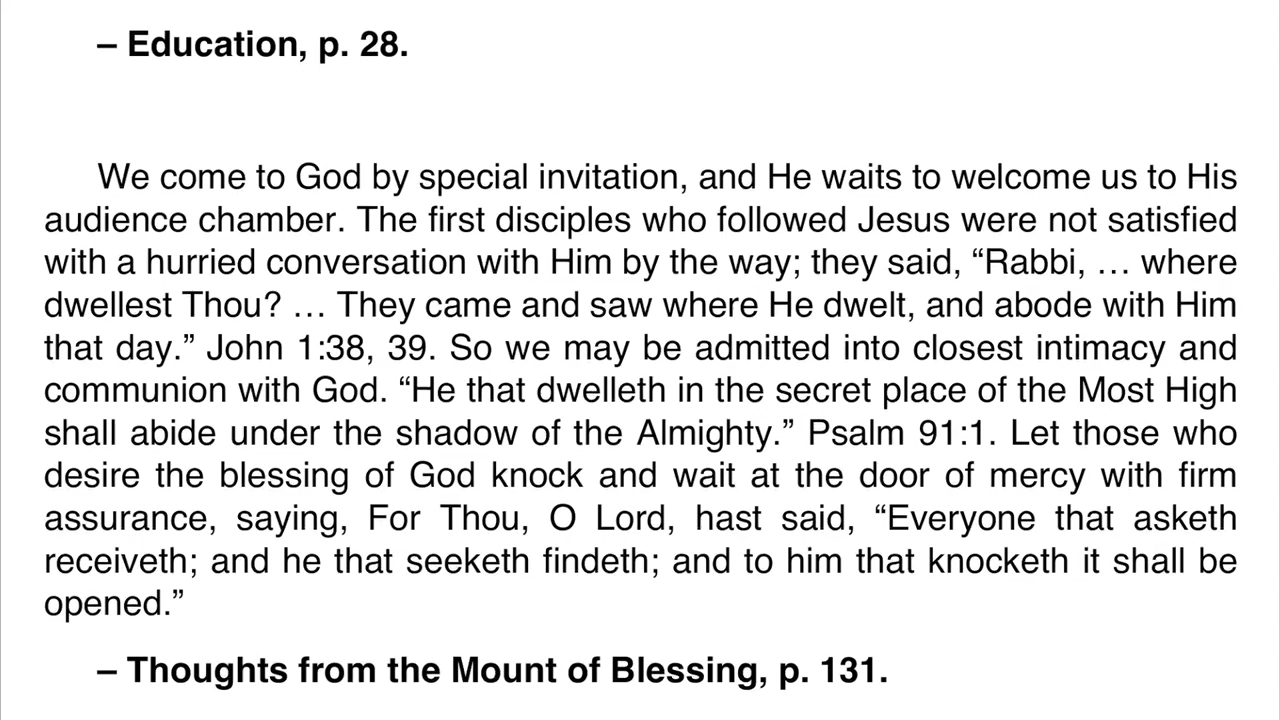 – Education, p. 28.
We come to God by special invitation, and He waits to welcome us to His
audience chamber. The first disciples who followed Jesus were not satisfied
with a hurried conversation with Him by the way; they said, “Rabbi, … where
dwellest Thou? … They came and saw where He dwelt, and abode with Him
that day.” John 1:38, 39. So we may be admitted into closest intimacy and
communion with God. “He that dwelleth in the secret place of the Most High
shall abide under the shadow of the Almighty.” Psalm 91:1. Let those who
desire the blessing of God knock and wait at the door of mercy with firm
assurance, saying, For Thou, O Lord, hast said, “Everyone that asketh
receiveth; and he that seeketh findeth; and to him that knocketh it shall be
opened.”
– Thoughts from the Mount of Blessing, p. 131.